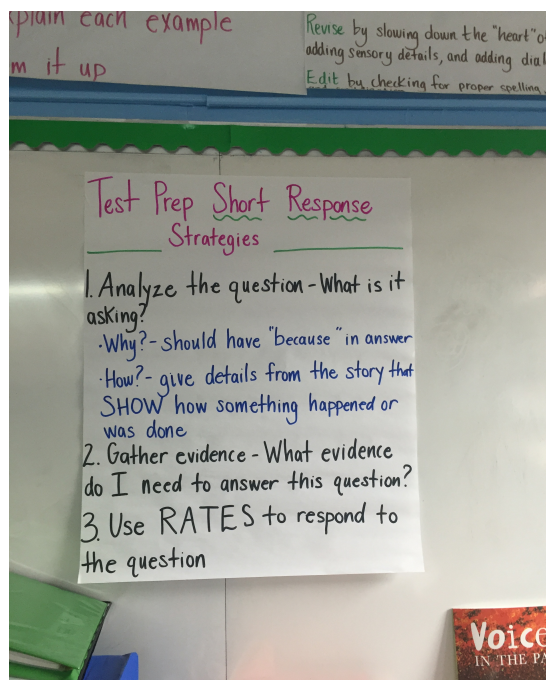 plain each example
m it up
Revise by slowing down the "heart" o
adding sensory details, and adding dial
Edit by checking for proper spelling,
Test Prep Short Response
Strategies
1. Analyze the question - What is it
asking?
· Why? - should have "because" in answer
· How? - give details from the story that
SHOW how something happened or
was done
2. Gather evidence - What evidence
do I need to answer this question?
3. Use RATES to respond to
the question
Voice
IN THE PA